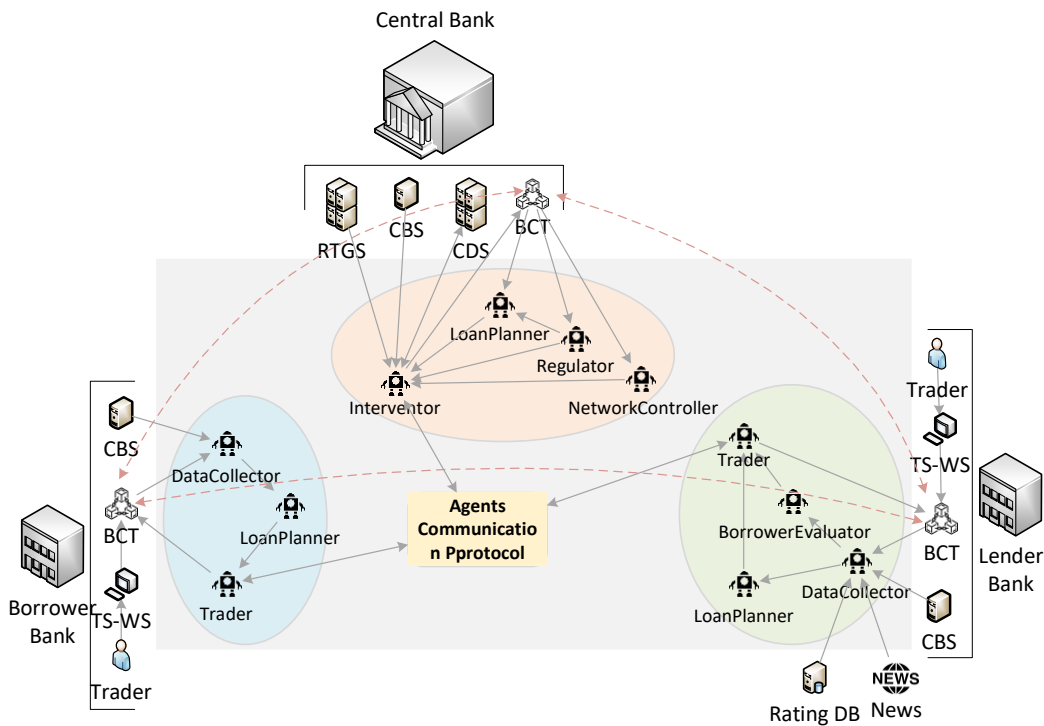 Central Bank
RTGS
CBS
CDS
BCT
LoanPlanner
Regulator
Interventor
NetworkController
CBS
DataCollector
LoanPlanner
BCT
Trader
TS-WS
Trader
Borrower
Bank
Agents
Communicatio
n Pprotocol
Trader
TS-WS
Trader
BorrowerEvaluator
BCT
DataCollector
LoanPlanner
CBS
Lender
Bank
Rating DB
NEWS
News